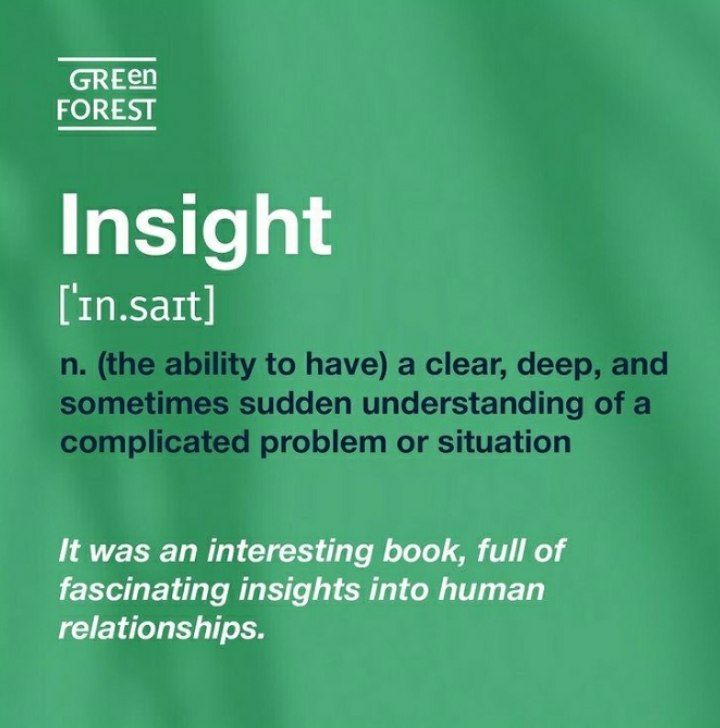 GREen
FOREST
Insight
[ˈɪn.saɪt]
n. (the ability to have) a clear, deep, and
sometimes sudden understanding of a
complicated problem or situation
It was an interesting book, full of
fascinating insights into human
relationships.